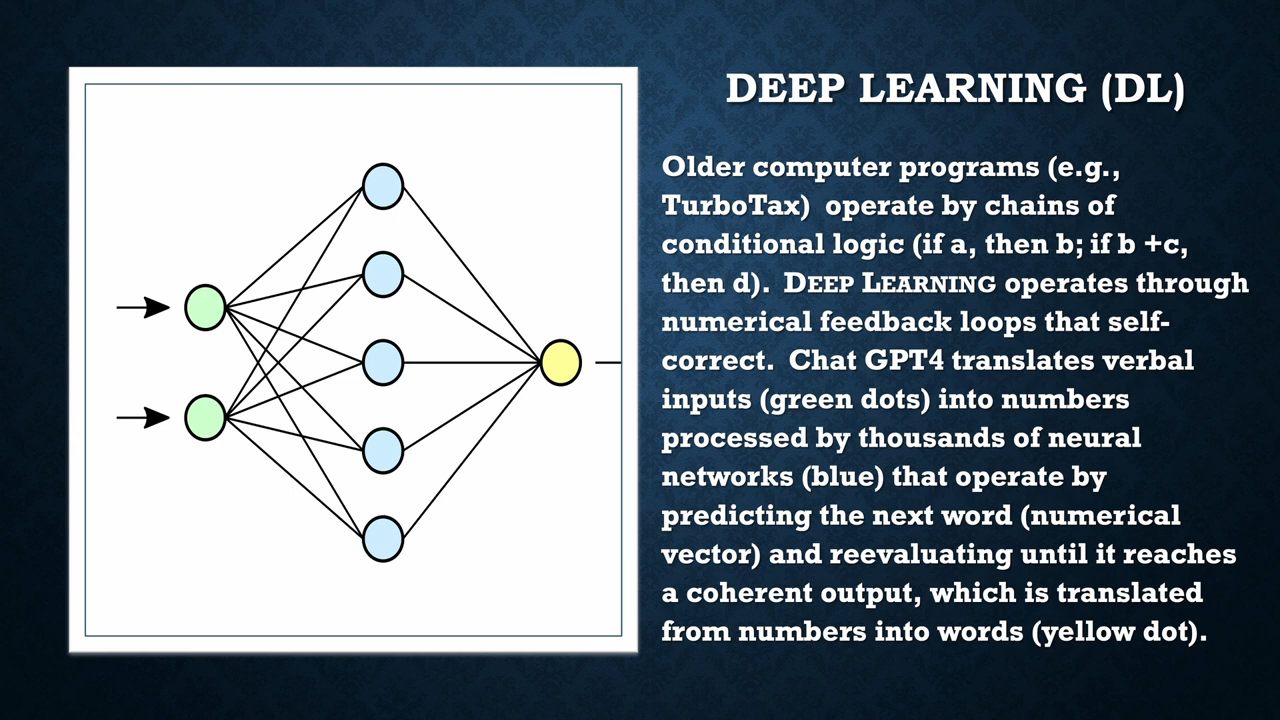 DEEP LEARNING (DL)
Older computer programs (e.g.,
TurboTax)  operate by chains of
conditional logic (if a, then b; if b +c,
then d).  DEEP LEARNING operates through
numerical feedback loops that self-
correct.  Chat GPT4 translates verbal
inputs (green dots) into numbers
processed by thousands of neural
networks (blue) that operate by
predicting the next word (numerical
vector) and reevaluating until it reaches
a coherent output, which is translated
from numbers into words (yellow dot).